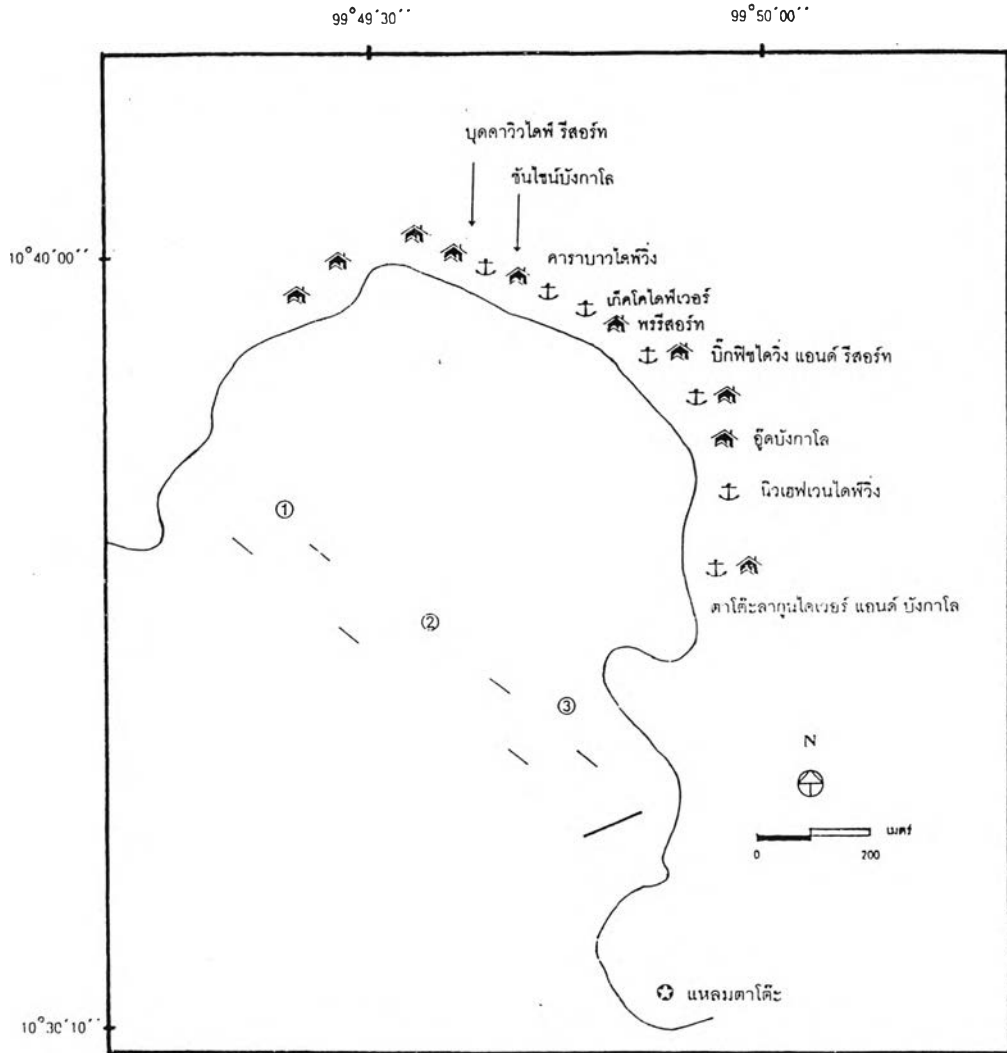 99°49´30´´
99°50´00´´
บุดดาวิวไดฟ์ รีสอร์ท
ซันไชน์บังกาโล
10°40´00´´
คาราบาวไดฟ์วิ่ง
เก็คโคไดฟ์เวอร์
พรรีสอร์ท
บิ๊กฟิชไดวิ่ง แอนด์ รีสอร์ท
อู๊ดบังกาโล
นิวเฮฟเวนไดฟ์วิ่ง
①
ตาโต๊ะลากูนไดเวอร์ แอนด์ บังกาโล
②
③
N
เมตร์
0 200
แหลมตาโต๊ะ
10°30´10´´